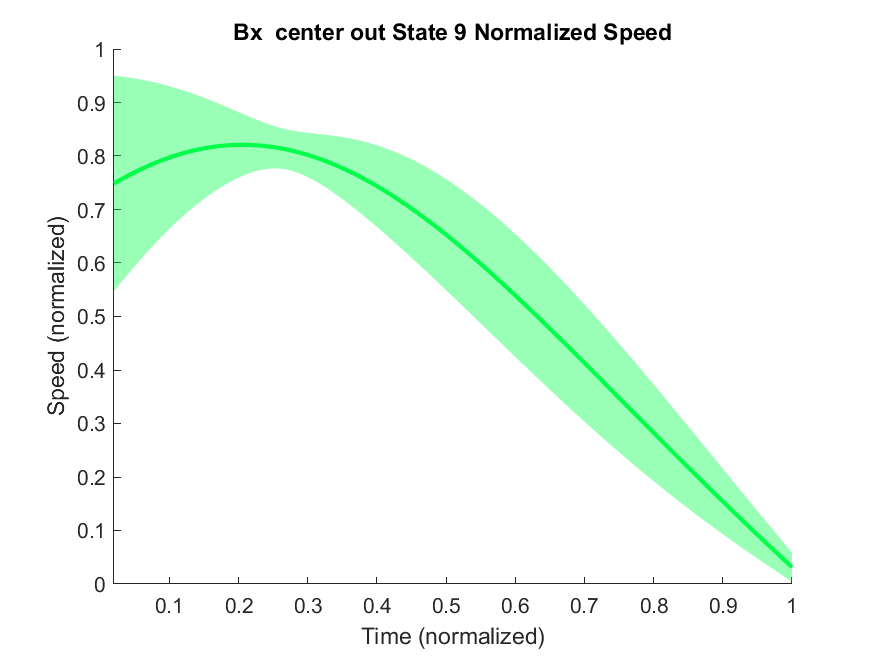 Bx  center out State 9 Normalized Speed
1
0.9
0.8
0.7
0.6
0.5
0.4
0.3
0.2
0.1
0
Speed (normalized)
0.1 0.2 0.3 0.4 0.5 0.6 0.7 0.8 0.9 1
Time (normalized)